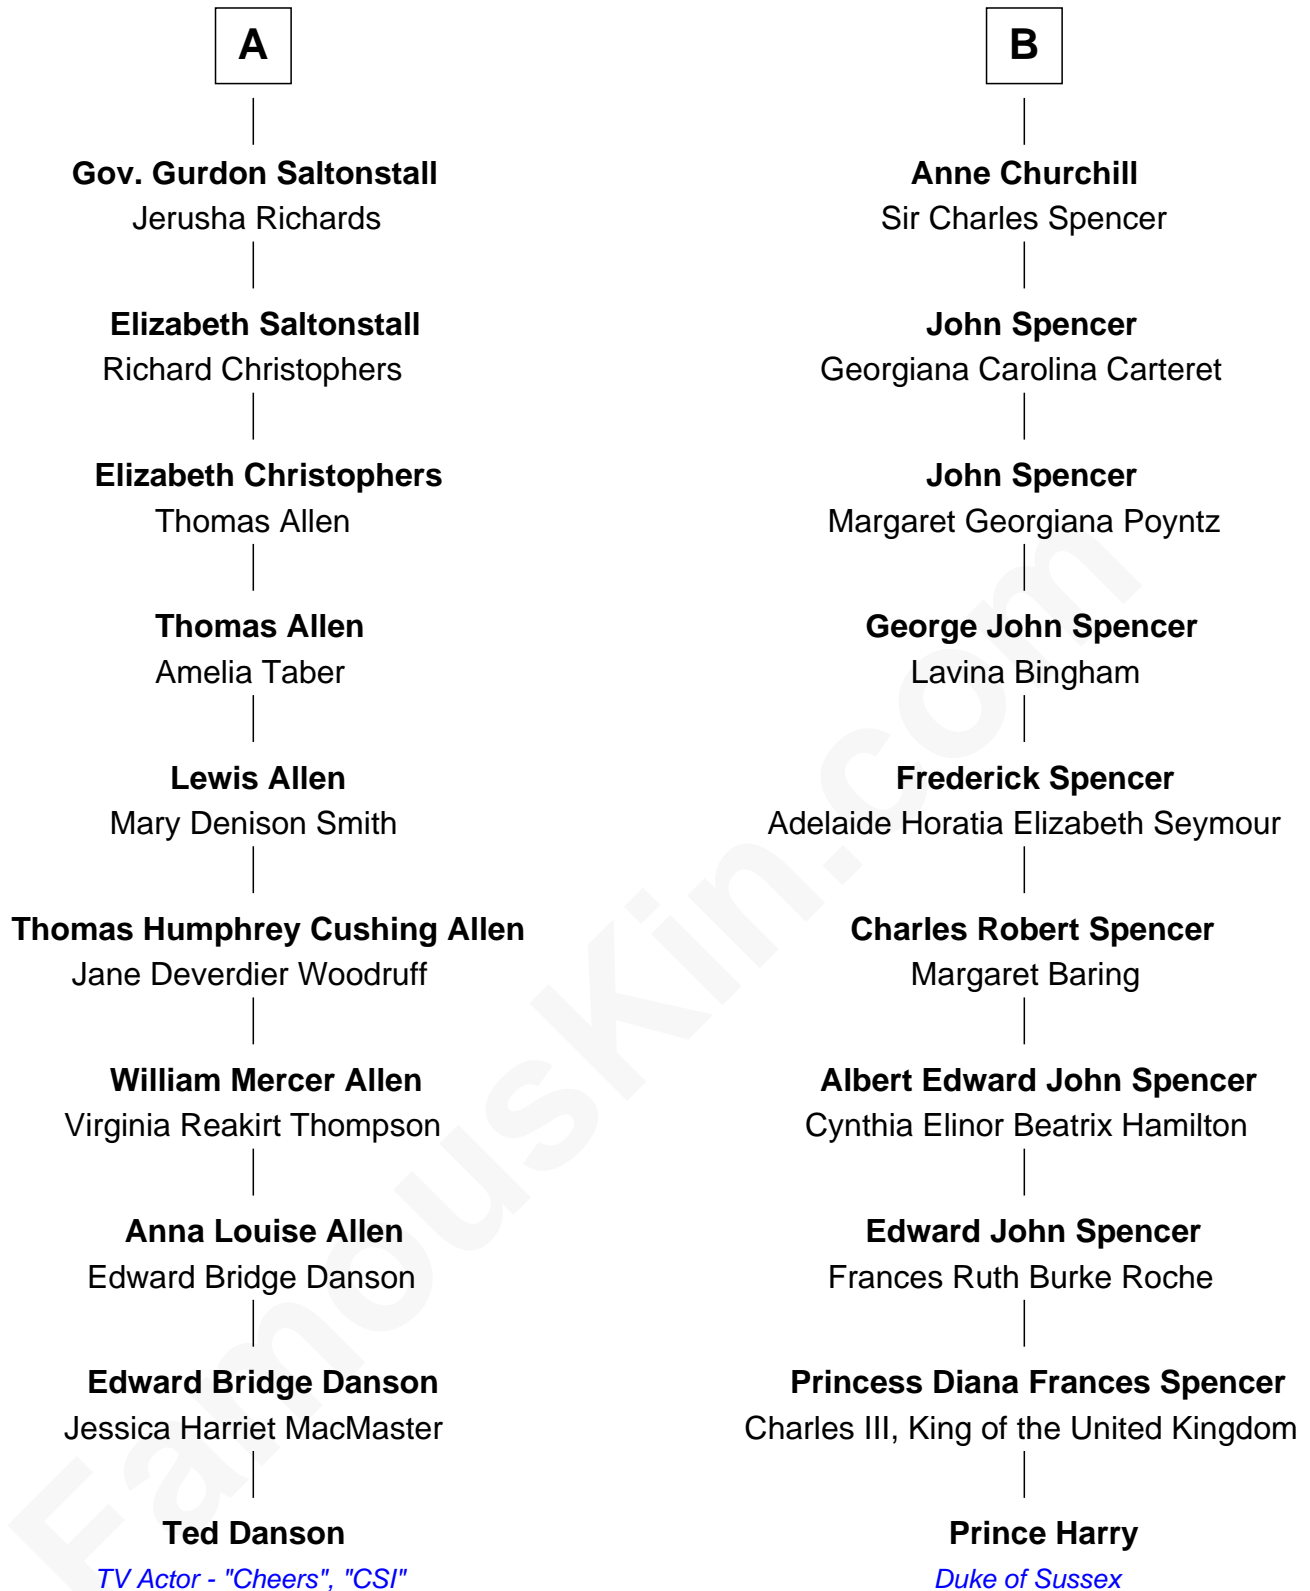 A
Gov. Gurdon Saltonstall
Jerusha Richards
Elizabeth Saltonstall
Richard Christophers
Elizabeth Christophers
Thomas Allen
Thomas Allen
Amelia Taber
Lewis Allen
Mary Denison Smith
Thomas Humphrey Cushing Allen
Jane Deverdier Woodruff
William Mercer Allen
Virginia Reakirt Thompson
Anna Louise Allen
Edward Bridge Danson
Edward Bridge Danson
Jessica Harriet MacMaster
Ted Danson
TV Actor - "Cheers", "CSI"
B
Anne Churchill
Sir Charles Spencer
John Spencer
Georgiana Carolina Carteret
John Spencer
Margaret Georgiana Poyntz
George John Spencer
Lavina Bingham
Frederick Spencer
Adelaide Horatia Elizabeth Seymour
Charles Robert Spencer
Margaret Baring
Albert Edward John Spencer
Cynthia Elinor Beatrix Hamilton
Edward John Spencer
Frances Ruth Burke Roche
Princess Diana Frances Spencer
Charles III, King of the United Kingdom
Prince Harry
Duke of Sussex
FamousKin.com